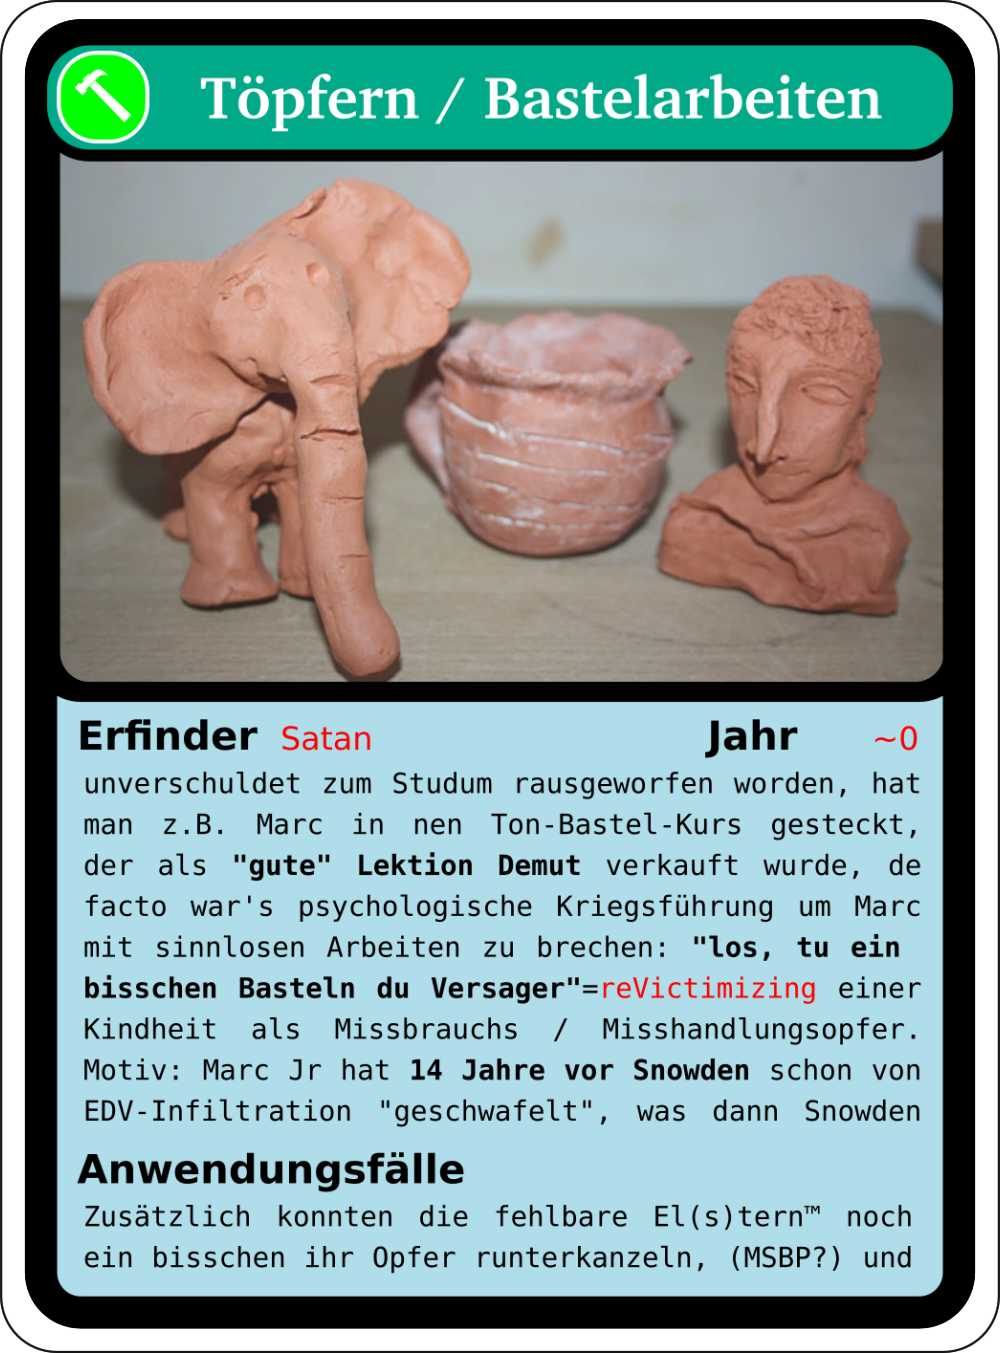 Töpfern / Bastelarbeiten
Erfinder Satan Jahr ~0
unverschuldet zum Studum rausgeworfen worden, hat
man z.B. Marc in nen Ton-Bastel-Kurs gesteckt,
der als "gute" Lektion Demut verkauft wurde, de
facto war's psychologische Kriegsführung um Marc
mit sinnlosen Arbeiten zu brechen: "los, tu ein
bisschen Basteln du Versager"=reVictimizing einer
Kindheit als Missbrauchs / Misshandlungsopfer.
Motiv: Marc Jr hat 14 Jahre vor Snowden schon von
EDV-Infiltration "geschwafelt", was dann Snowden
Anwendungsfälle
Zusätzlich konnten die fehlbare El(s)tern™ noch
ein bisschen ihr Opfer runterkanzeln, (MSBP?) und